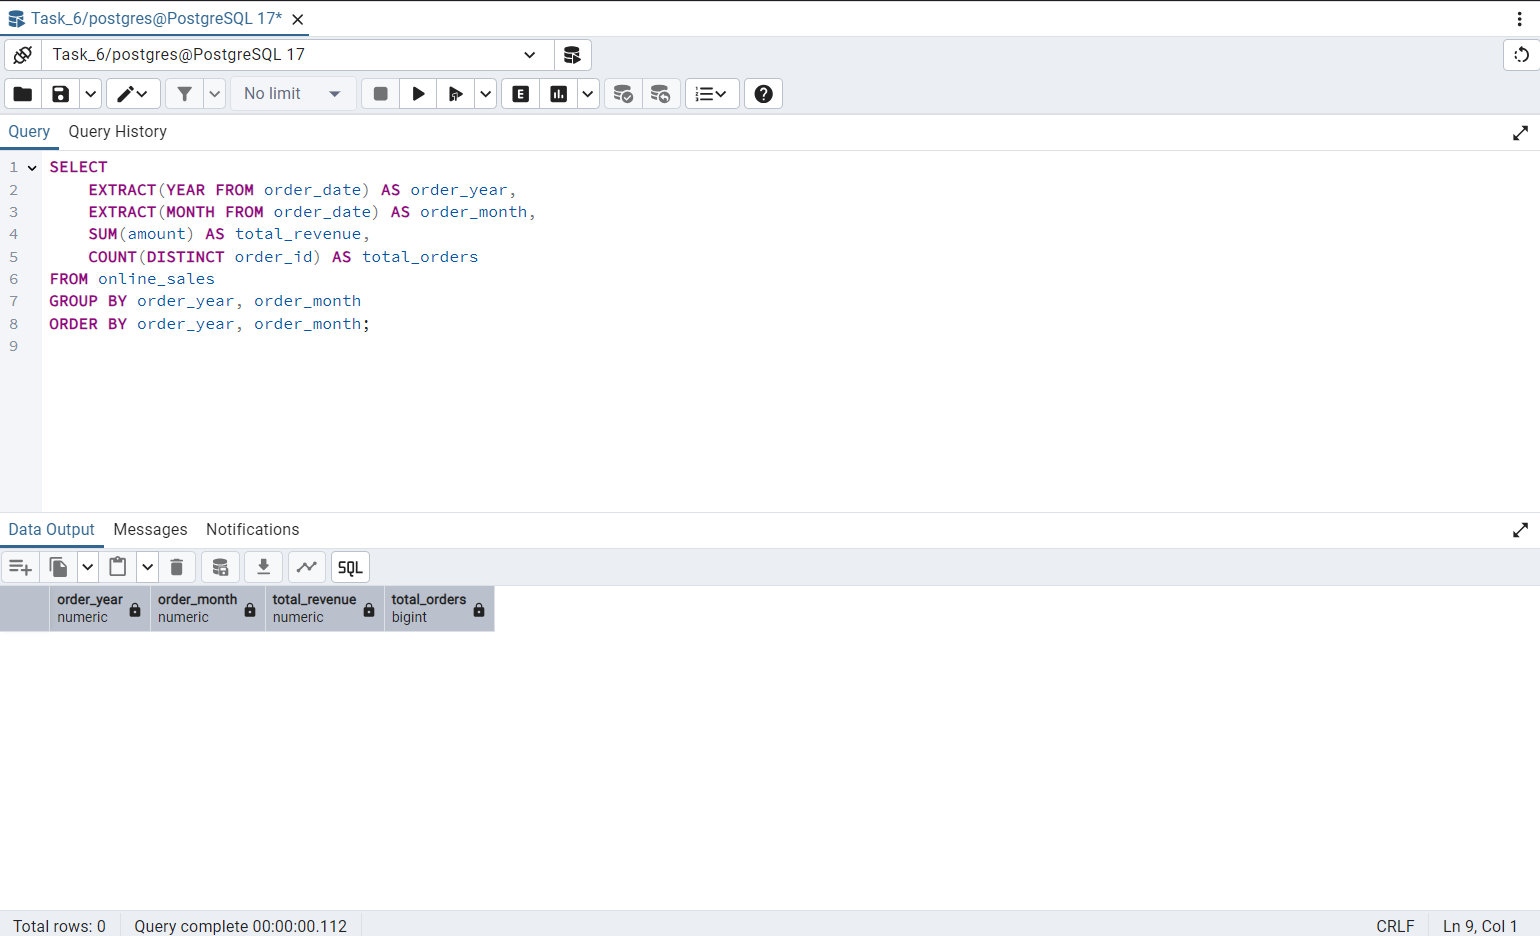 Task_6/postgres@PostgreSQL 17*
Task_6/postgres@PostgreSQL 17
No limit
E
Query Query History
1 SELECT
2 EXTRACT(YEAR FROM order_date) AS order_year,
3 EXTRACT(MONTH FROM order_date) AS order_month,
4 SUM(amount) AS total_revenue,
5 COUNT(DISTINCT order_id) AS total_orders
6 FROM online_sales
7 GROUP BY order_year, order_month
8 ORDER BY order_year, order_month;
9
Data Output Messages Notifications
SQL
order_year order_month total_revenue total_orders
numeric numeric numeric bigint
Total rows: 0 Query complete 00:00:00.112 CRLF Ln 9, Col 1